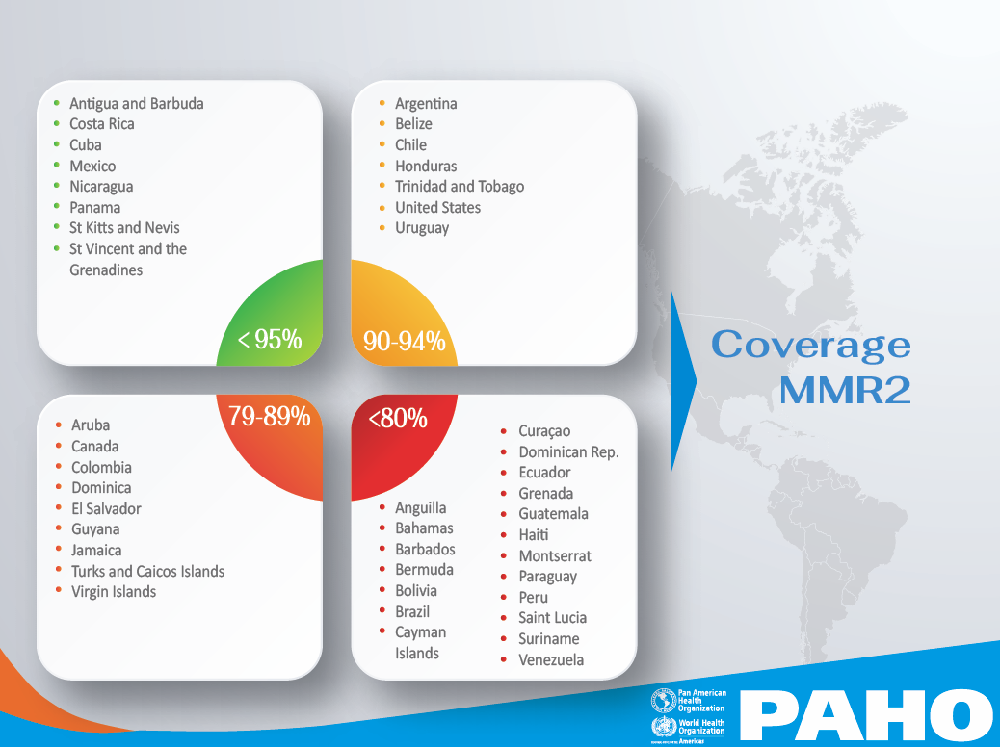 Antigua and Barbuda
Costa Rica
Cuba
Mexico
Nicaragua
Panama
St Kitts and Nevis
St Vincent and the
Grenadines
< 95%
Argentina
Belize
Chile
Honduras
Trinidad and Tobago
United States
Uruguay
90-94%
Coverage
MMR2
79-89%
Aruba
Canada
Colombia
Dominica
El Salvador
Guyana
Jamaica
Turks and Caicos Islands
Virgin Islands
<80%
Anguilla
Bahamas
Barbados
Bermuda
Bolivia
Brazil
Cayman
Islands
Curaçao
Dominican Rep.
Ecuador
Grenada
Guatemala
Haiti
Montserrat
Paraguay
Peru
Saint Lucia
Suriname
Venezuela
Pan American
Health
Organization
World Health
Organization
Americas
PAHO